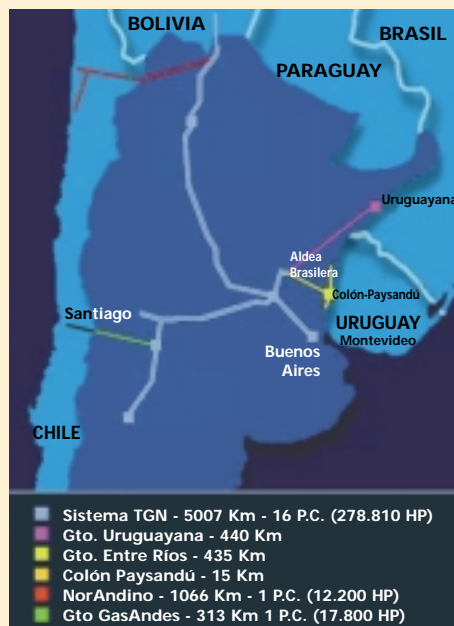 BOLIVIA
BRASIL
PARAGUAY
Uruguayana
Aldea
Brasilera
Colón-Paysandú
Santiago
URUGUAY
Montevideo
Buenos
Aires
CHILE
Sistema TGN - 5007 Km - 16 P.C. (278.810 HP)
Gto. Uruguayana - 440 Km
Gto. Entre Ríos - 435 Km
Colón Paysandú - 15 Km
NorAndino - 1066 Km - 1 P.C. (12.200 HP)
Gto GasAndes - 313 Km 1 P.C. (17.800 HP)